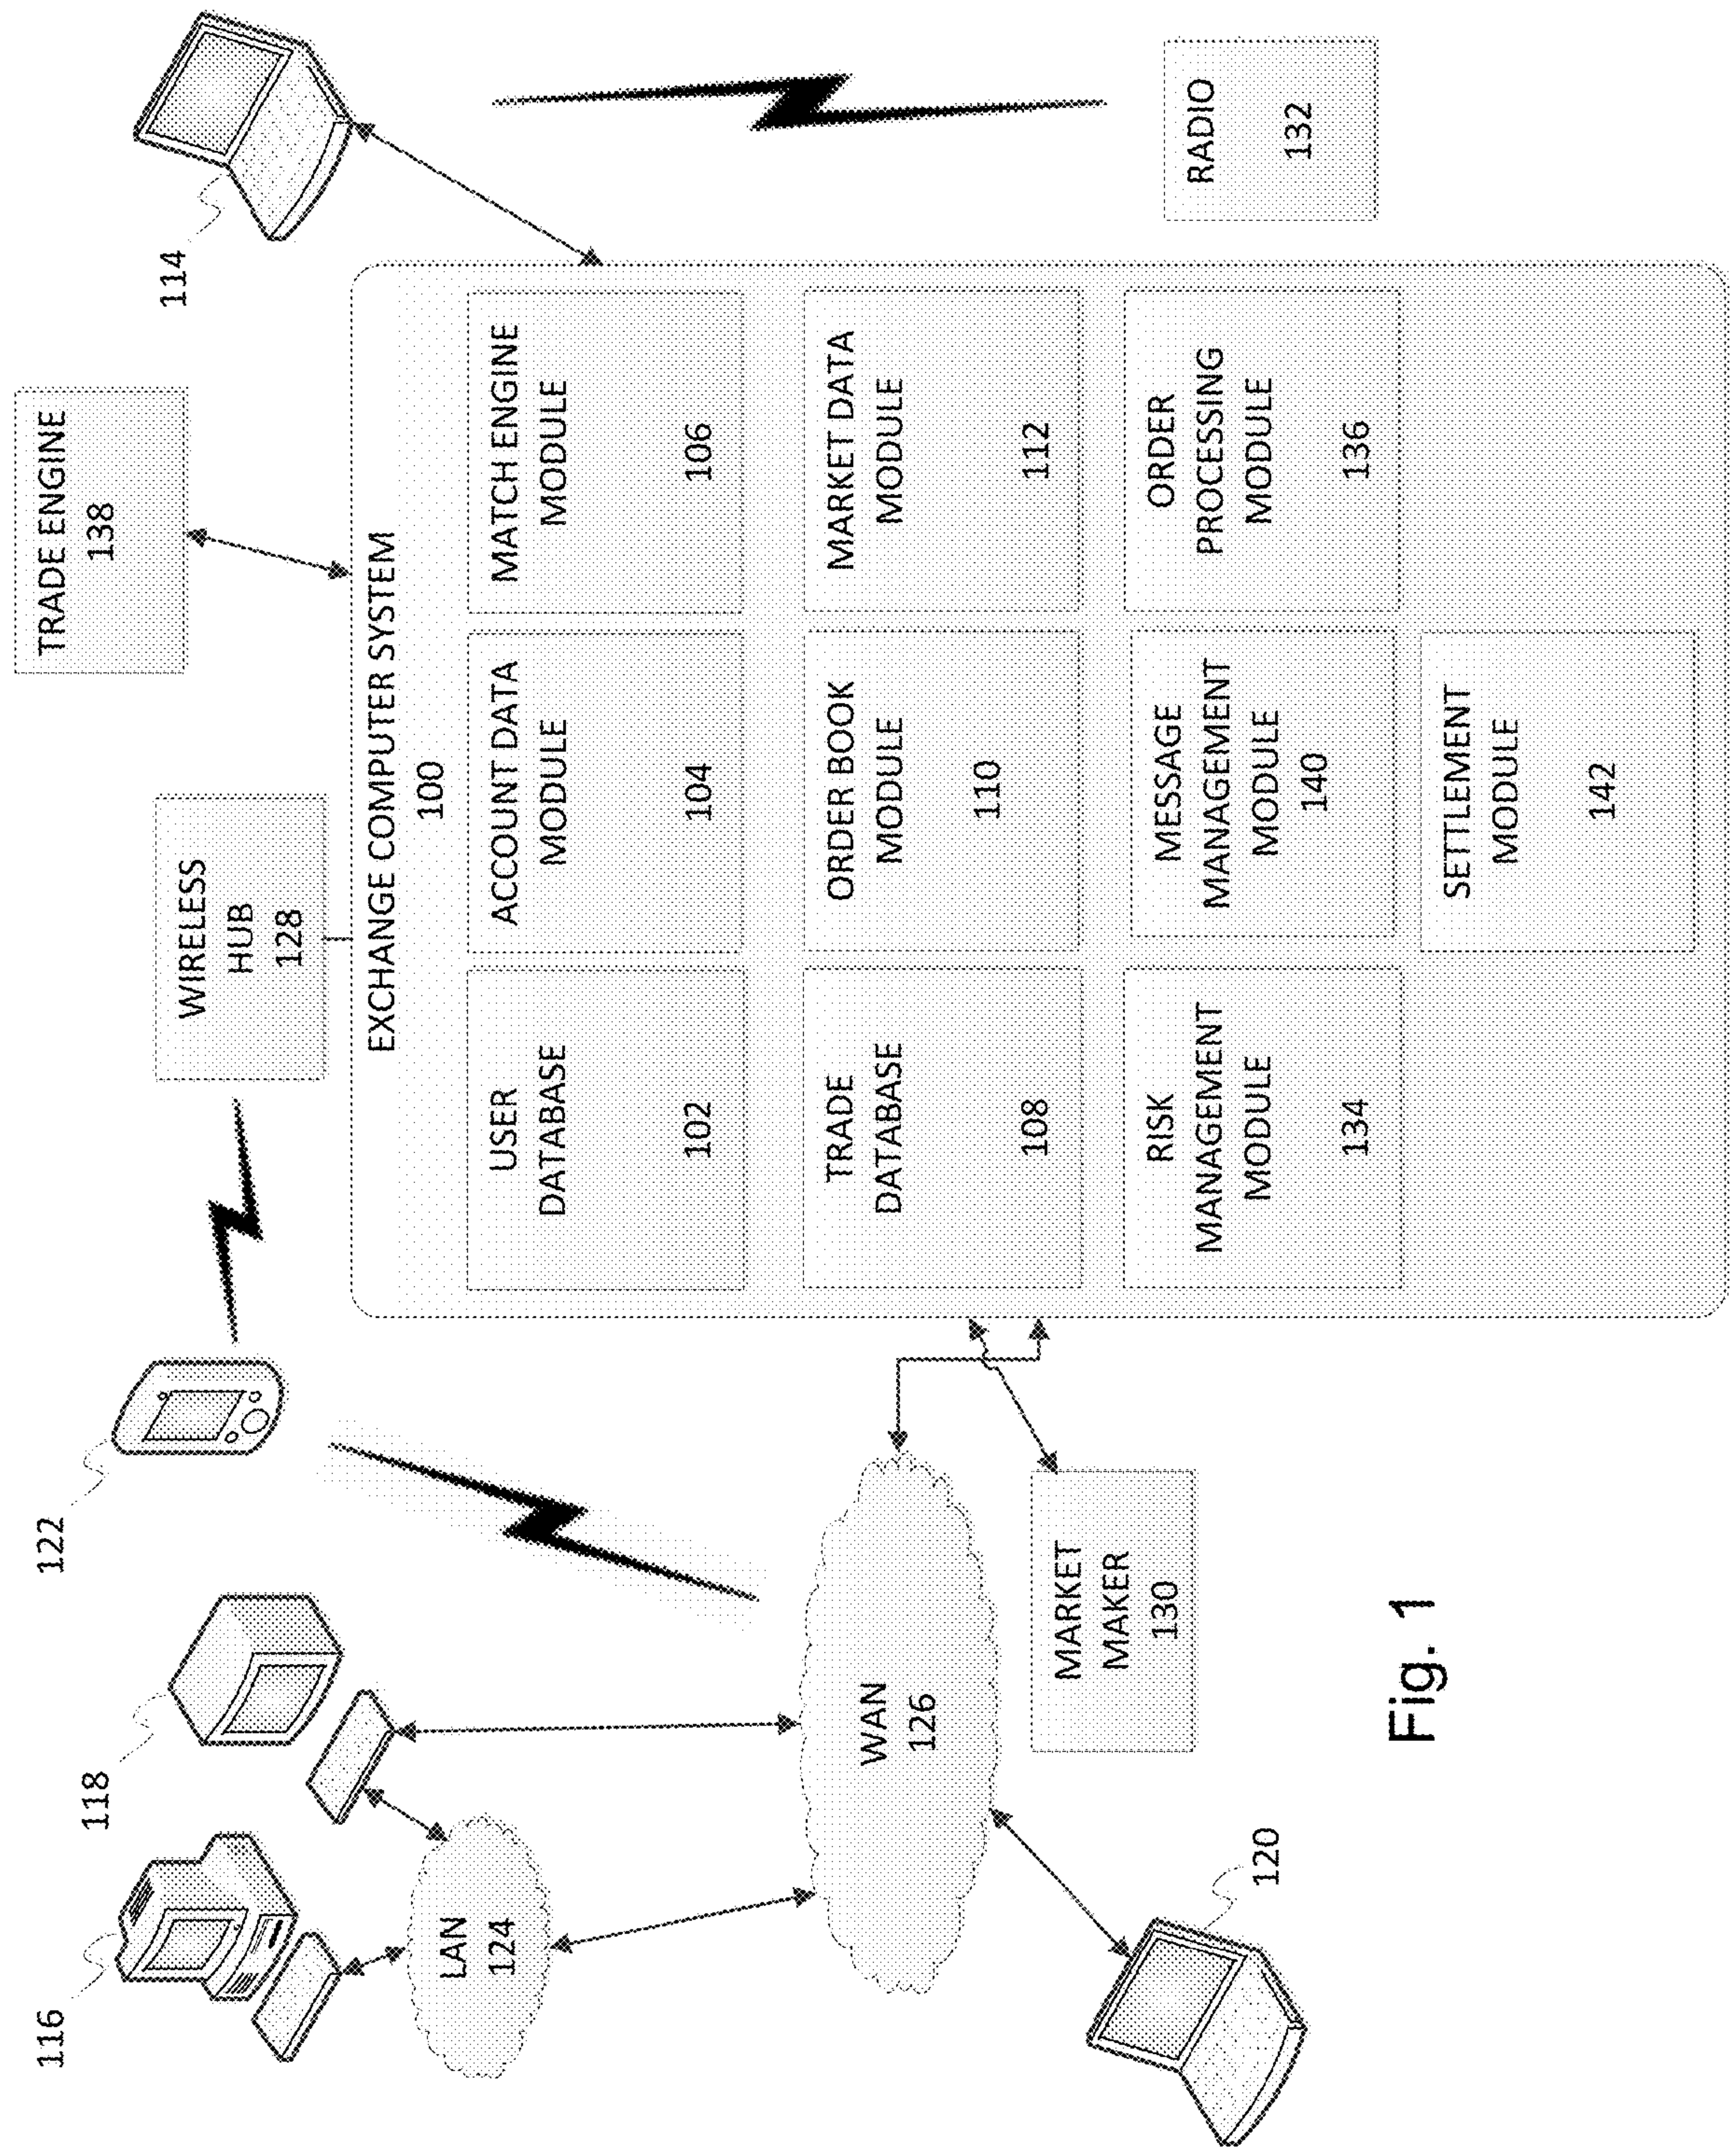 116
118
122
TRADE ENGINE
138
114
WIRELESS
HUB
128
EXCHANGE COMPUTER SYSTEM
100
LAN
124
USER
DATABASE
102
ACCOUNT DATA
MODULE
104
MATCH ENGINE
MODULE
106
WAN
126
TRADE
DATABASE
108
ORDER BOOK
MODULE
110
MARKET DATA
MODULE
112
MARKET
MAKER
130
RISK
MANAGEMENT
MODULE
134
MESSAGE
MANAGEMENT
MODULE
140
ORDER
PROCESSING
MODULE
136
RADIO
132
120
SETTLEMENT
MODULE
142
Fig. 1